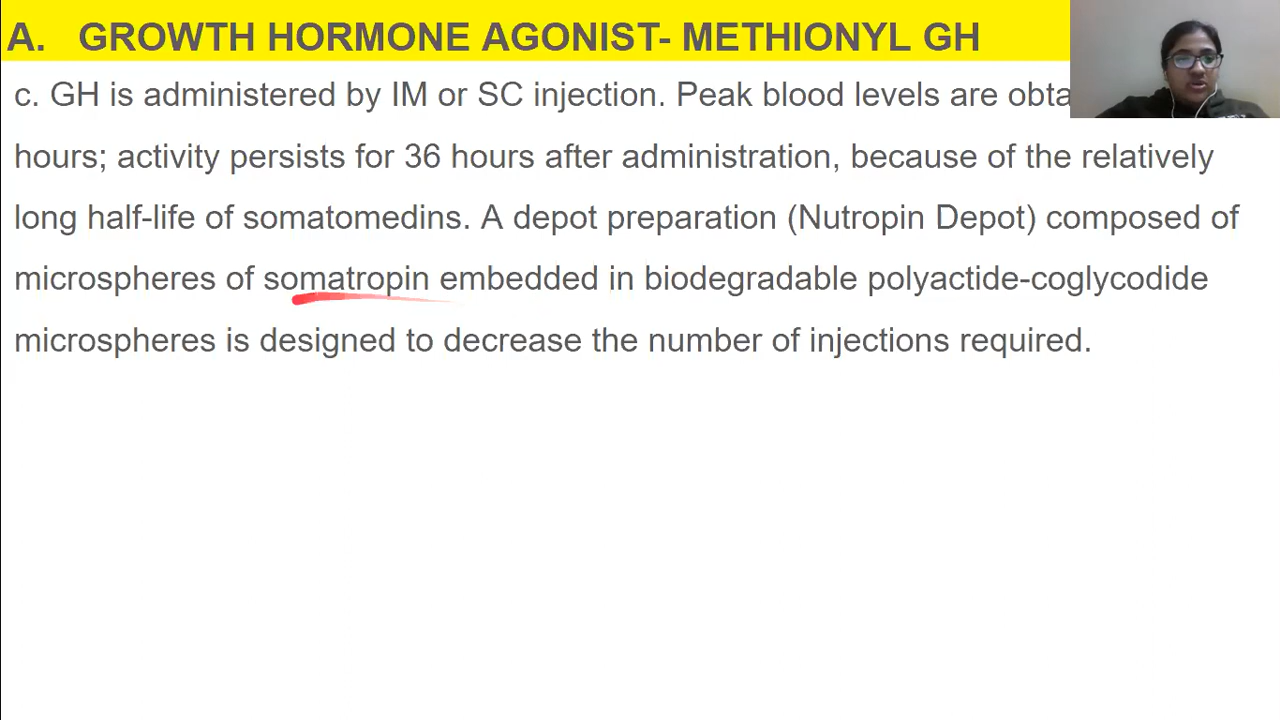 A. GROWTH HORMONE AGONIST- METHIONYL GH
c. GH is administered by IM or SC injection. Peak blood levels are
hours; activity persists for 36 hours after administration, because of the relatively
long half-life of somatomedins. A depot preparation (Nutropin Depot) composed of
microspheres of somatropin embedded in biodegradable polyactide-coglycodide
microspheres is designed to decrease the number of injections required.